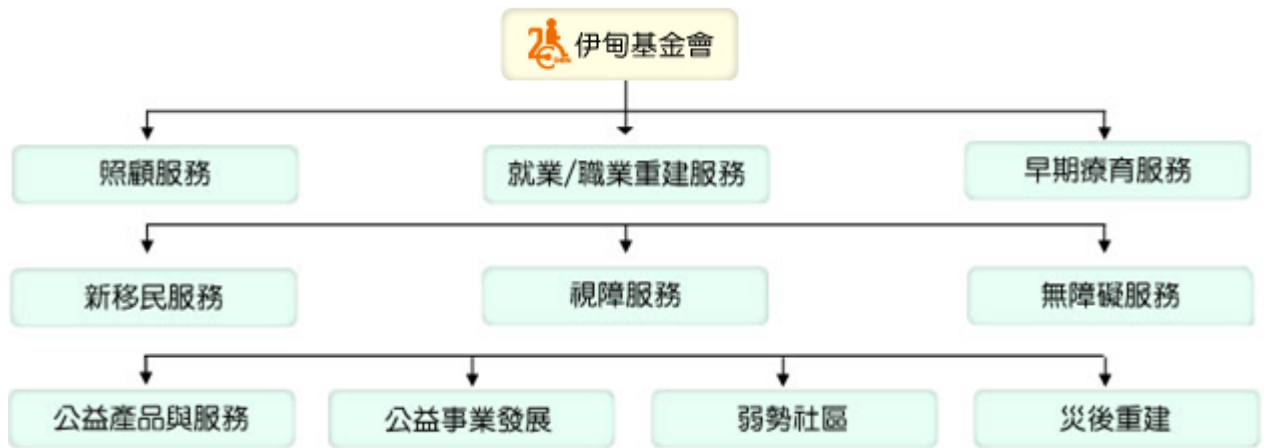 伊甸基金會
照顧服務
就業/職業重建服務
早期療育服務
新移民服務
視障服務
無障礙服務
公益產品與服務
公益事業發展
弱勢社區
災後重建